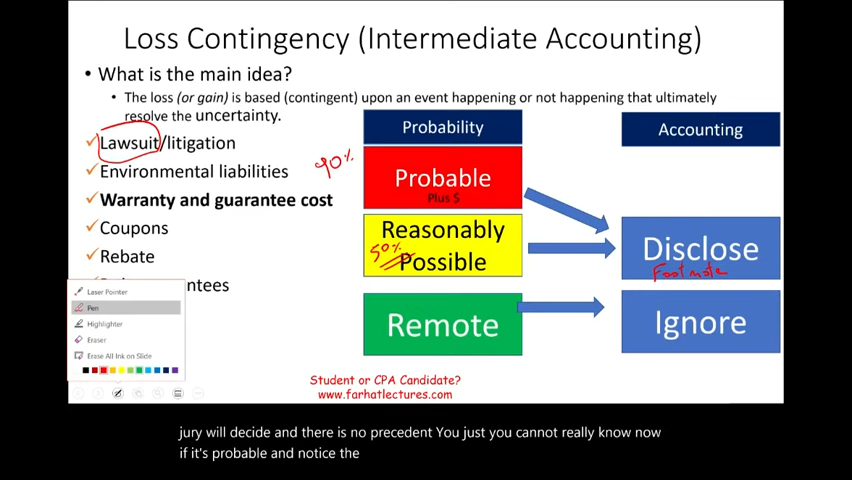 Loss Contingency (Intermediate Accounting)
• What is the main idea?
• The loss (or gain) is based (contingent) upon an event happening or not happening that ultimately
resolve the uncertainty.
Lawsuit/litigation
Environmental liabilities
Warranty and guarantee cost
Coupons
Rebate
ntees
Laser Pointer
Pen
Highlighter
Eraser
Erase All Ink on Slide
Probability
90%
Probable
Plus $
Reasonably
50%
Possible
Remote
Accounting
Disclose
Footnote
Ignore
Student or CPA Candidate?
www.farhatlectures.com
jury will decide and there is no precedent You just you cannot really know now
if it's probable and notice the